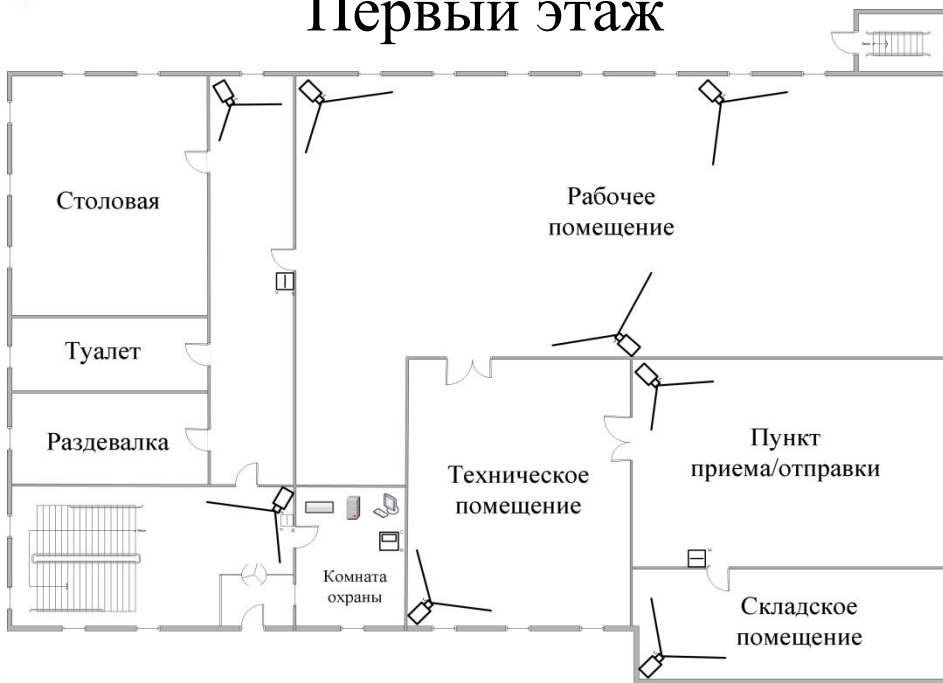 Первый этаж
Столовая
Рабочее
помещение
Туалет
Раздевалка
Техническое
помещение
Пункт
приема/отправки
Комната
охраны
Складское
помещение